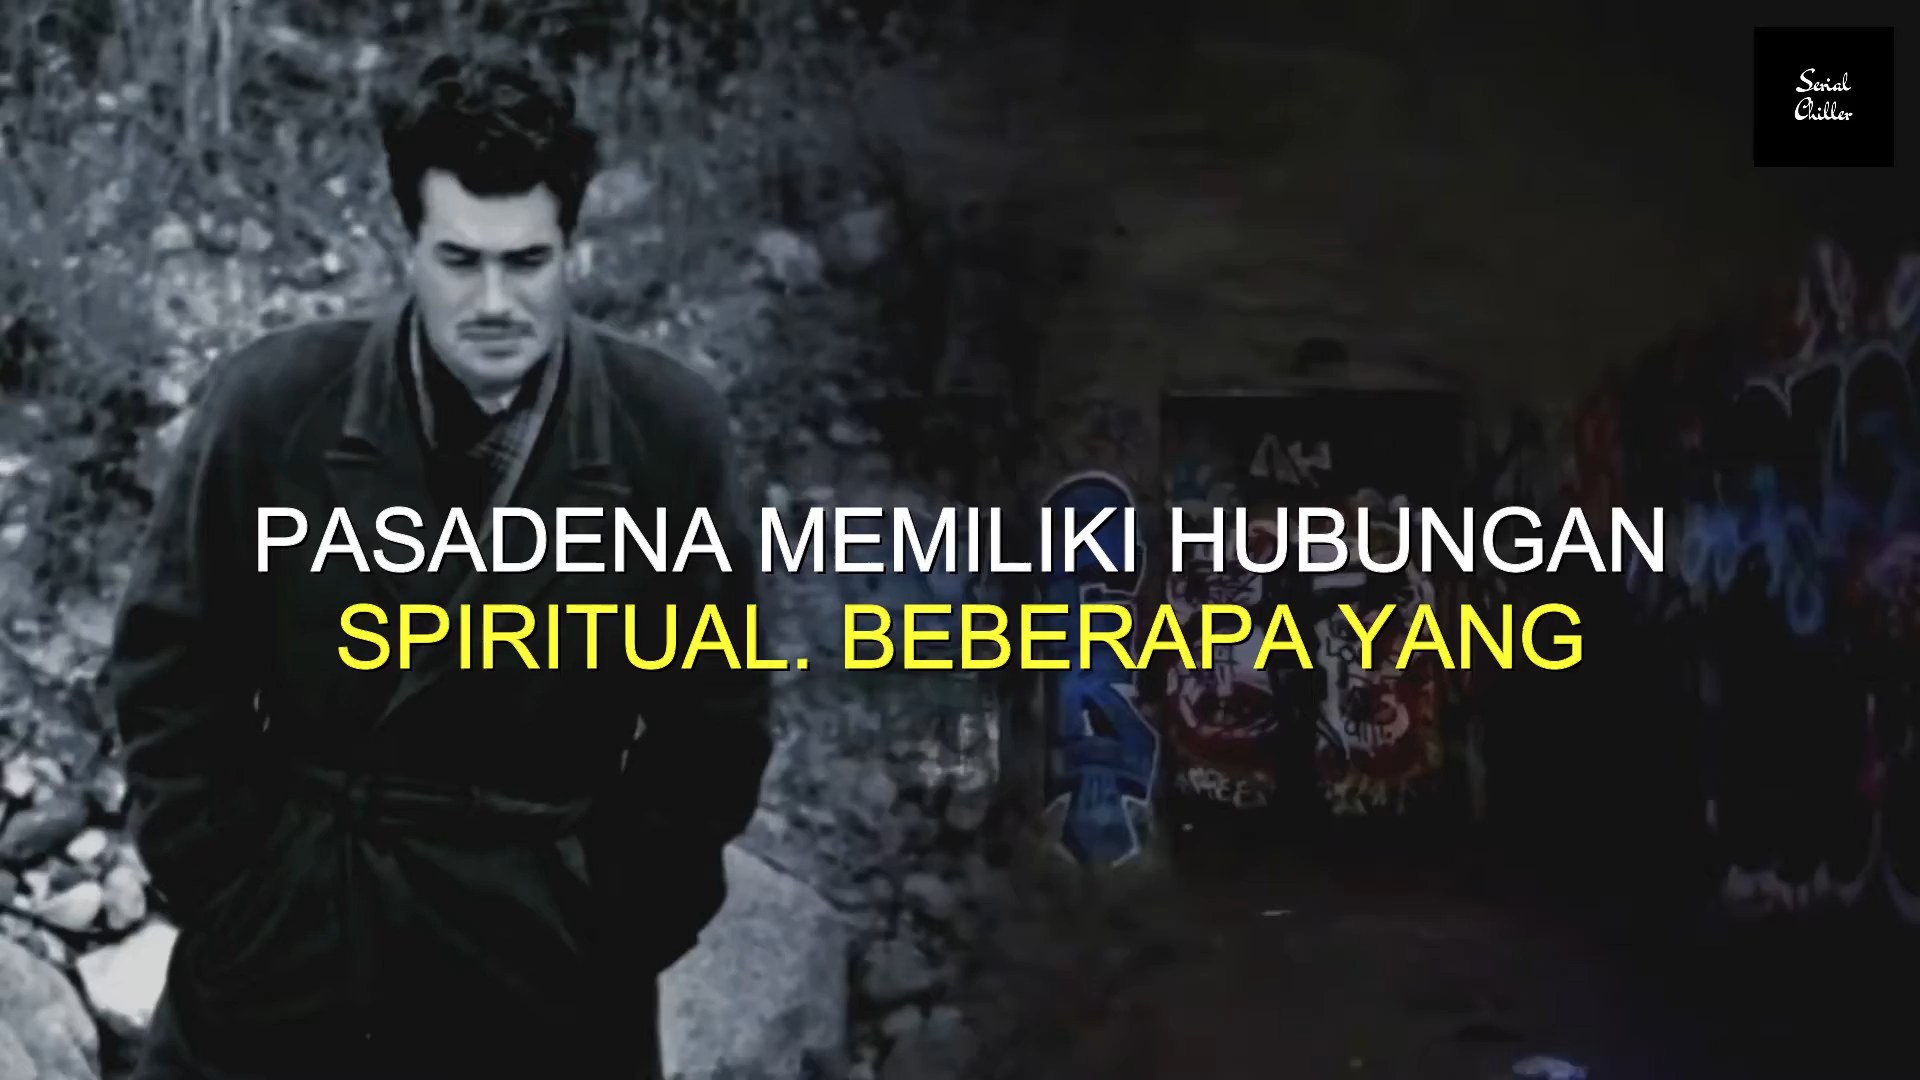 Serial
Chiller
PASADENA MEMILIKI HUBUNGAN
SPIRITUAL. BEBERAPA YANG